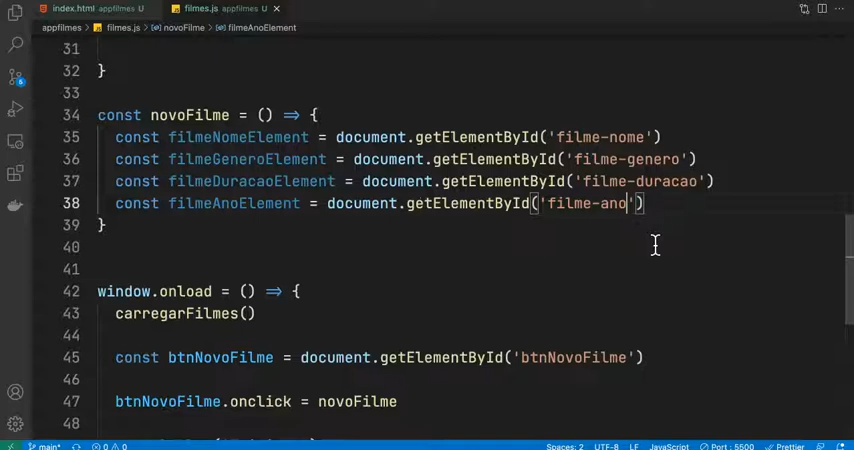 index.html appfilmes U filmes.js U
appfilmes > filmes.js > novoFilme > filmeAnoElement
31
32 }
33
34 const novoFilme = () => {
35 const filmeNomeElement = document.getElementById('filme-nome')
36 const filmeGeneroElement = document.getElementById('filme-genero')
37 const filmeDuracaoElement = document.getElementById('filme-duracao')
38 const filmeAnoElement = document.getElementById('filme-ano')
39 }
40
41
42 window.onload = () => {
43 carregarFilmes()
44
45 const btnNovoFilme = document.getElementById('btnNovoFilme')
46
47 btnNovoFilme.onclick = novoFilme
48
main* 0 0 Spaces: 2 UTF-8 LF JavaScript Port : 5500 Prettier